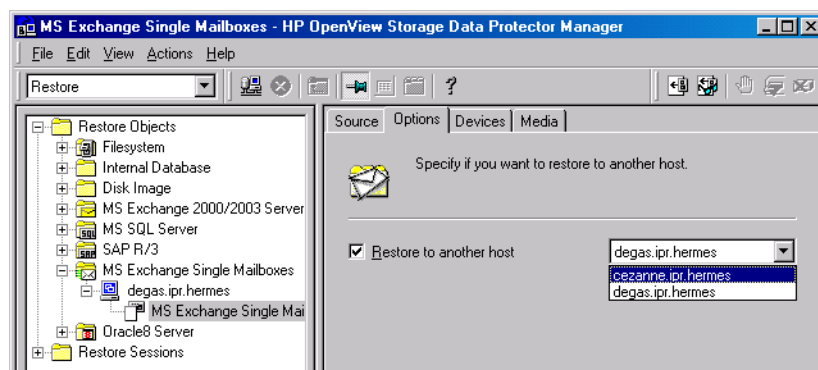 MS Exchange Single Mailboxes - HP OpenView Storage Data Protector Manager
File Edit View Actions Help
Restore
?
Restore Objects
Filesystem
Internal Database
Disk Image
MS Exchange 2000/2003 Server
SQL MS SQL Server
SAP R/3
MS Exchange Single Mailboxes
degas.ipr.hermes
MS Exchange Single Mai
Oracle8 Server
Restore Sessions
Source Options Devices Media
Specify if you want to restore to another host.
Restore to another host degas.ipr.hermes
cezanne.ipr.hermes
degas.ipr.hermes